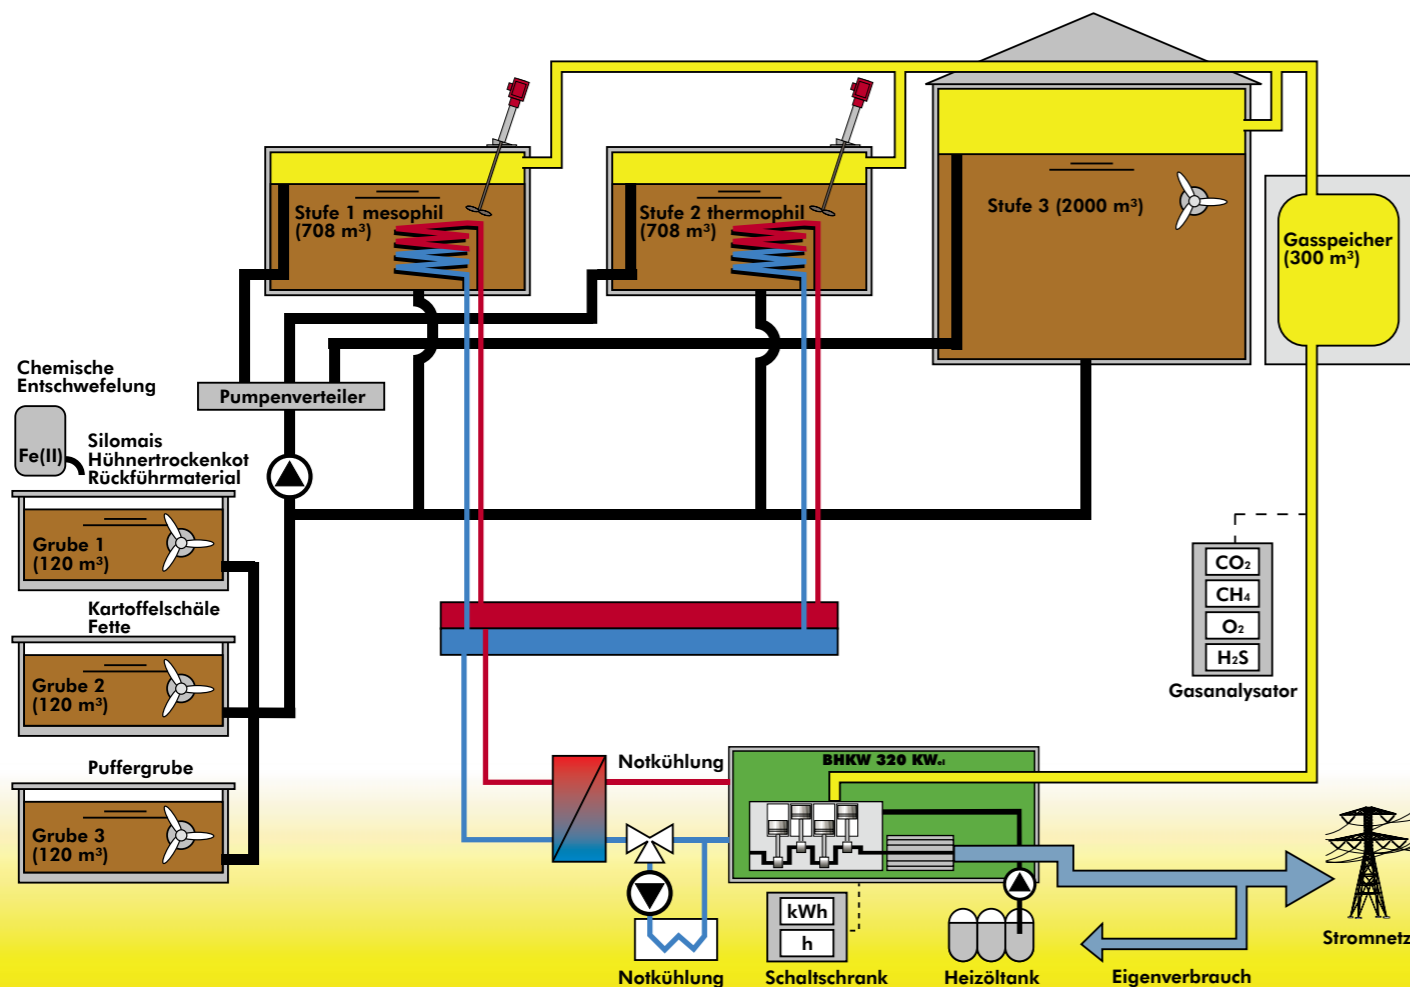 Stufe 1 mesophil
(708 m³)
Stufe 2 thermophil
(708 m³)
Stufe 3 (2000 m³)
Gasspeicher
(300 m³)
Chemische
Entschwefelung
Pumpenverteiler
Fe(II)
Silomais
Hühnertrockenkot
Rückführmaterial
Grube 1
(120 m³)
Kartoffelschäle
Fette
Grube 2
(120 m³)
Puffergrube
Grube 3
(120 m³)
CO₂
CH₄
O₂
H₂S
Gasanalysator
Notkühlung
BHKW 320 KWel
kWh
h
Notkühlung
Schaltschrank
Heizöltank
Eigenverbrauch
Stromnetz